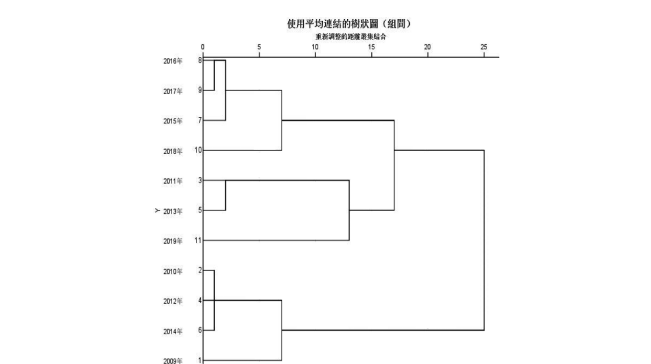 使用平均連結的樹狀圖（組間）
重新調整的距離叢集結合
0 5 10 15 20 25
2016年 8
2017年 9
2015年 7
2018年 10
2011年 3
Y 2013年 5
2019年 11
2010年 2
2012年 4
2014年 6
2009年 1